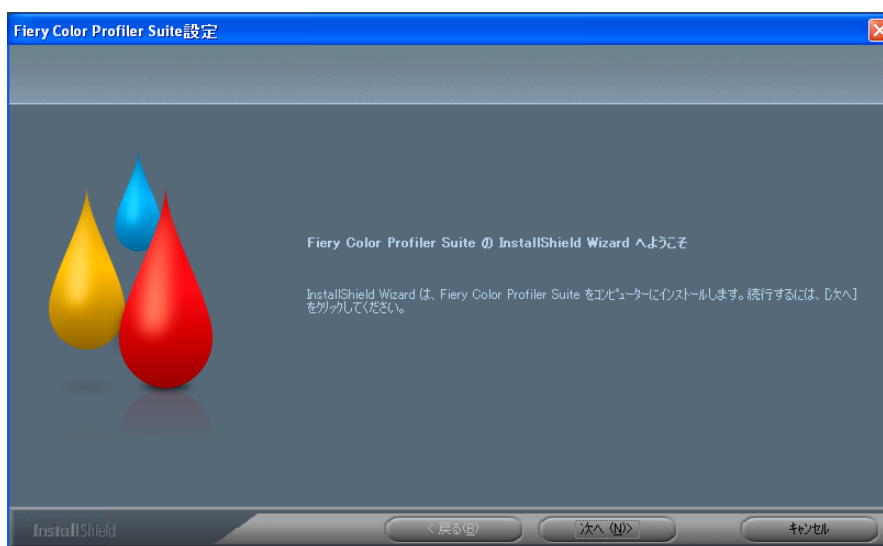 Fiery Color Profiler Suite設定
Fiery Color Profiler Suite の InstallShield Wizard へようこそ
InstallShield Wizard は、Fiery Color Profiler Suite をコンピューターにインストールします。続行するには、[次へ]
をクリックしてください。
InstallShield
< 戻る(B)
次へ (N)>
キャンセル